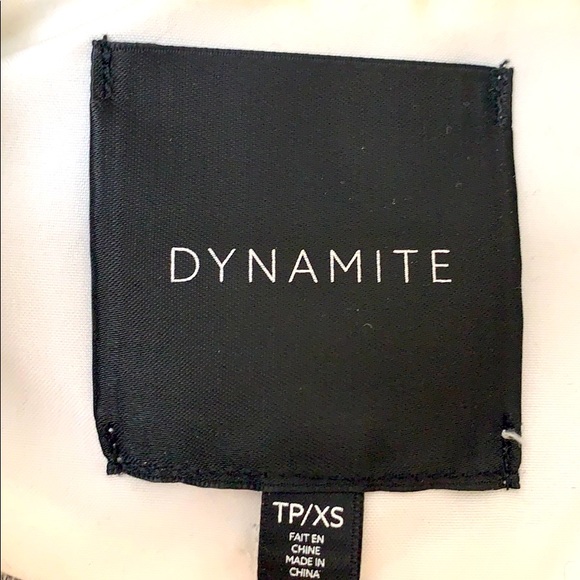 DYNAMITE
TP/XS
FAIT EN
CHINE
MADE IN
CHINA